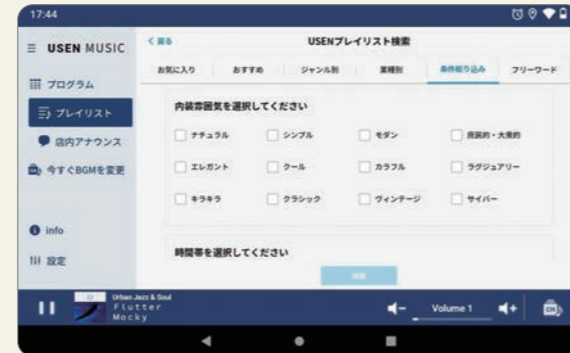 17:44
USEN MUSIC
プログラム
プレイリスト
店内アナウンス
今すぐBGMを変更
info
設定
< 戻る
USENプレイリスト検索
お気に入り おすすめ ジャンル別 業種別 条件絞り込み フリーワード
内装雰囲気を選択してください
ナチュラル シンプル モダン 庶民的・大衆的
エレガント クール カラフル ラグジュアリー
キラキラ クラシック ヴィンテージ サイバー
時間帯を選択してください
検索
Urban Jazz & Soul
Flutter
Mocky
Volume 1
CH